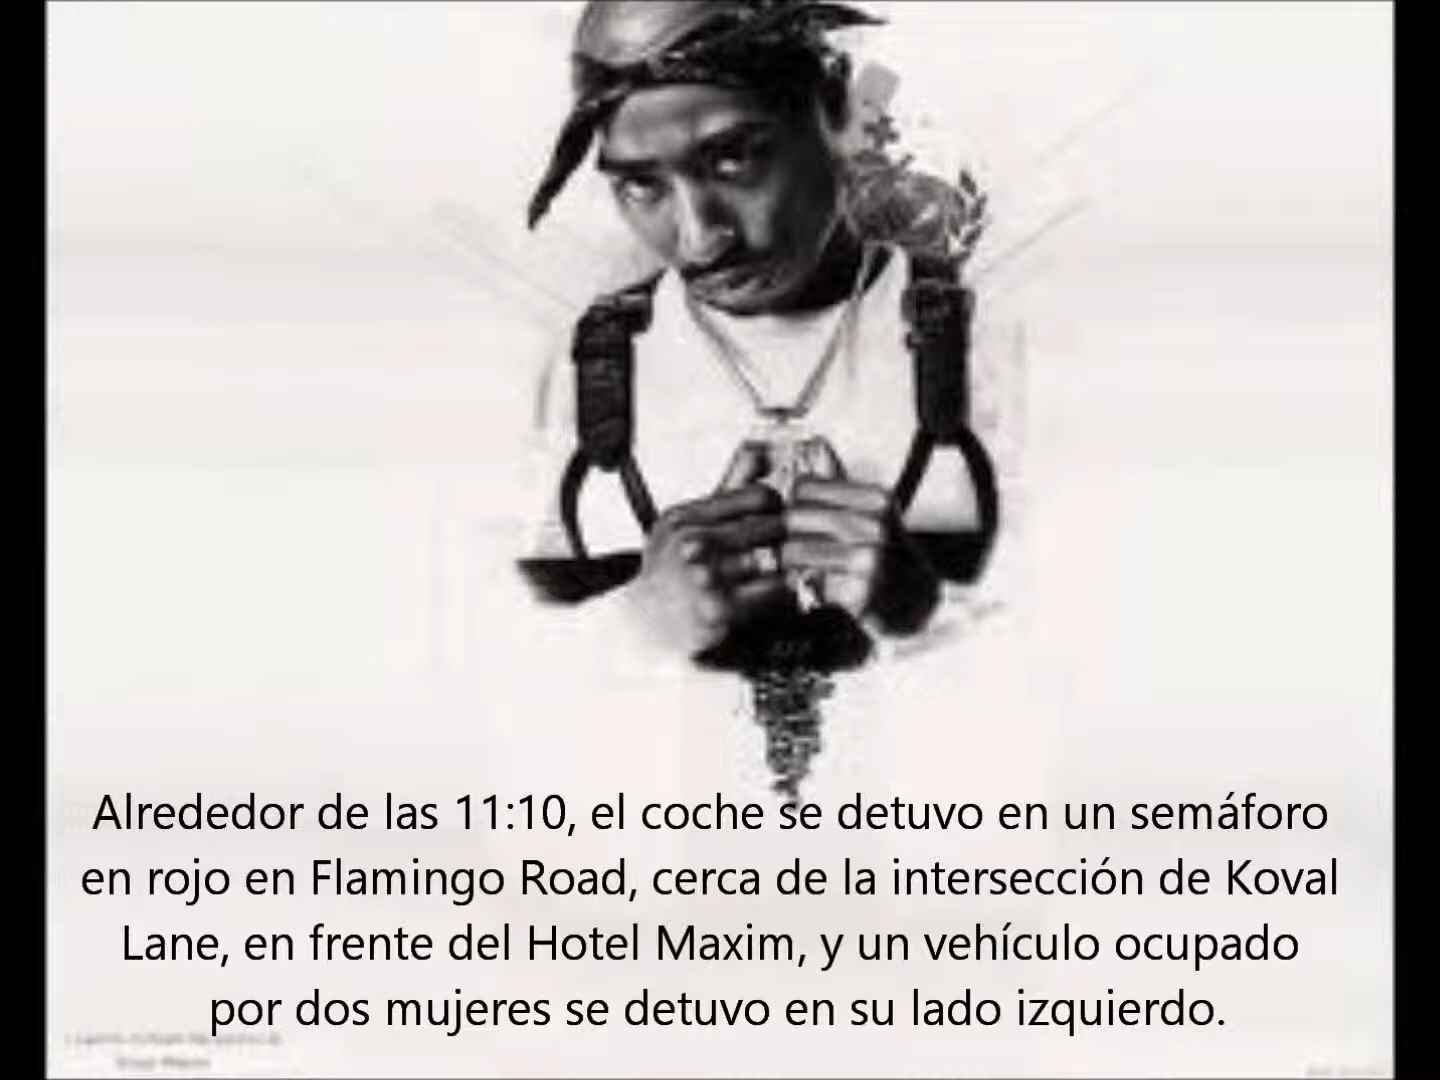 Alrededor de las 11:10, el coche se detuvo en un semáforo
en rojo en Flamingo Road, cerca de la intersección de Koval
Lane, en frente del Hotel Maxim, y un vehículo ocupado
por dos mujeres se detuvo en su lado izquierdo.